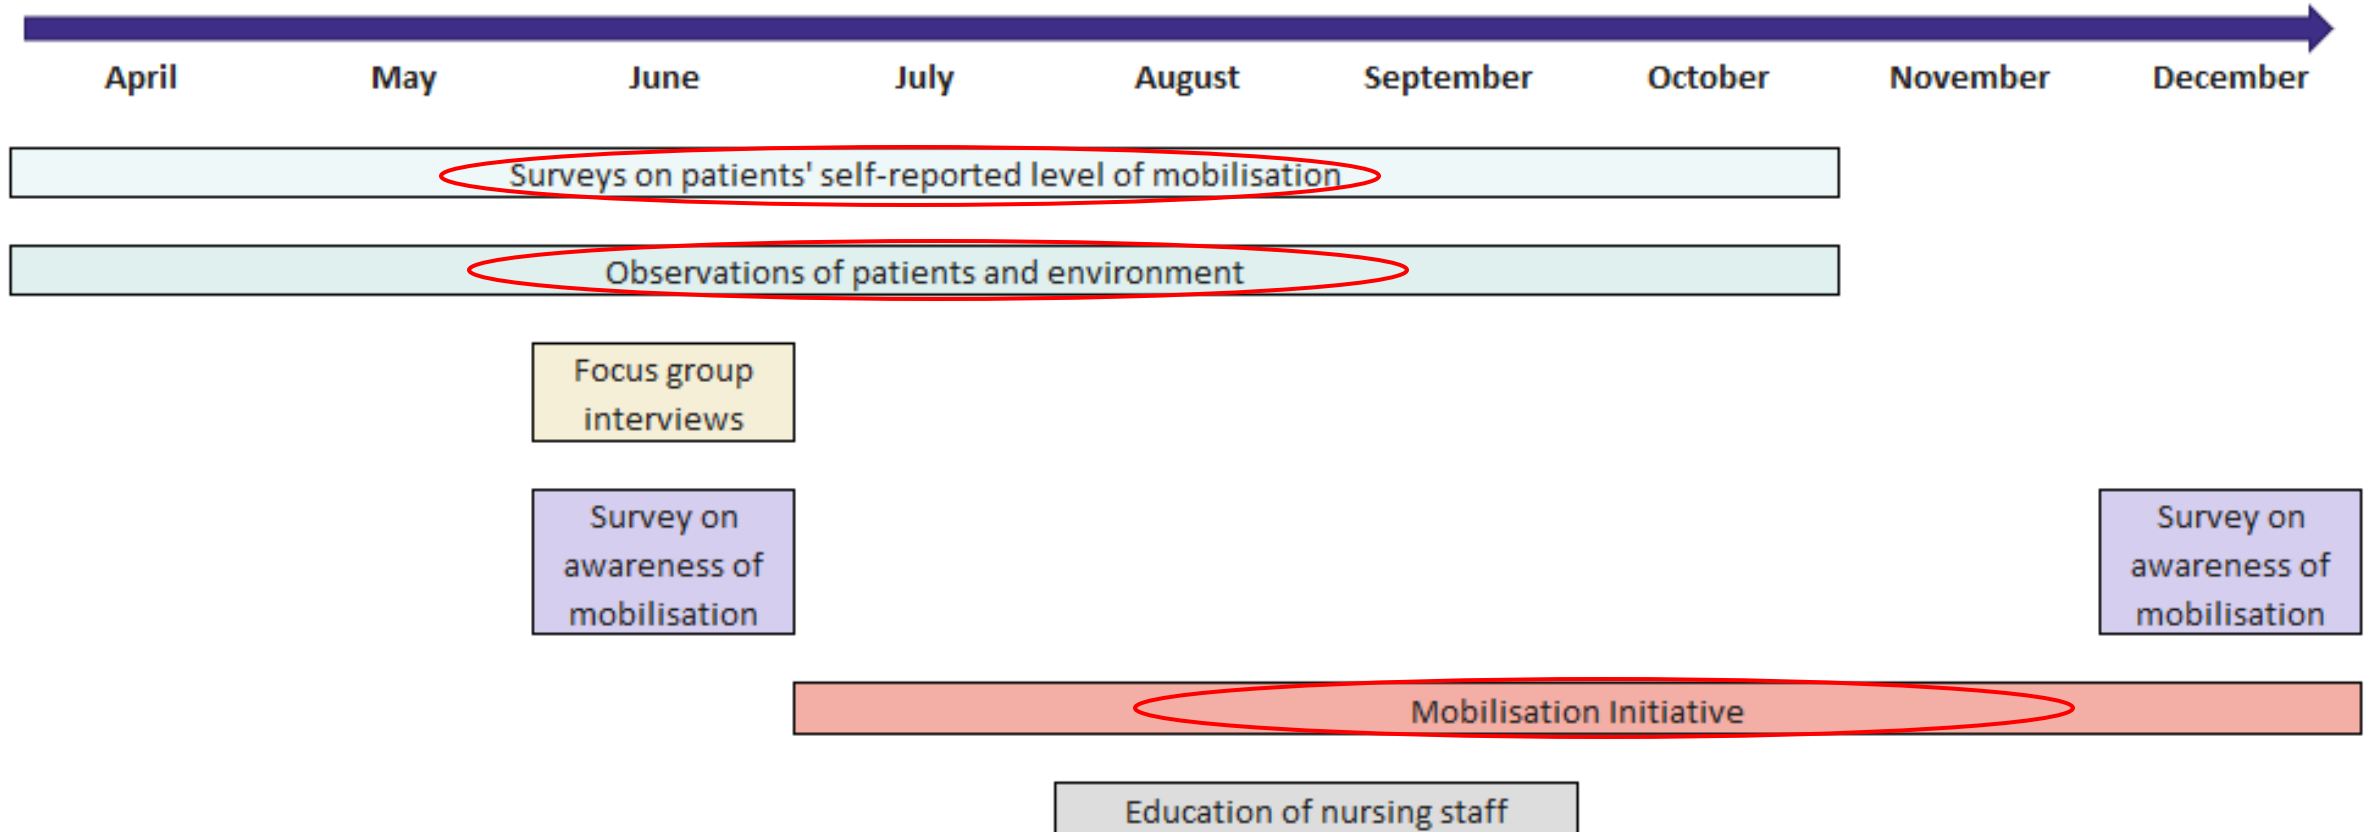 April May June July August September October November December
Surveys on patients' self-reported level of mobilisation
Observations of patients and environment
Focus group
interviews
Survey on
awareness of
mobilisation
Survey on
awareness of
mobilisation
Mobilisation Initiative
Education of nursing staff